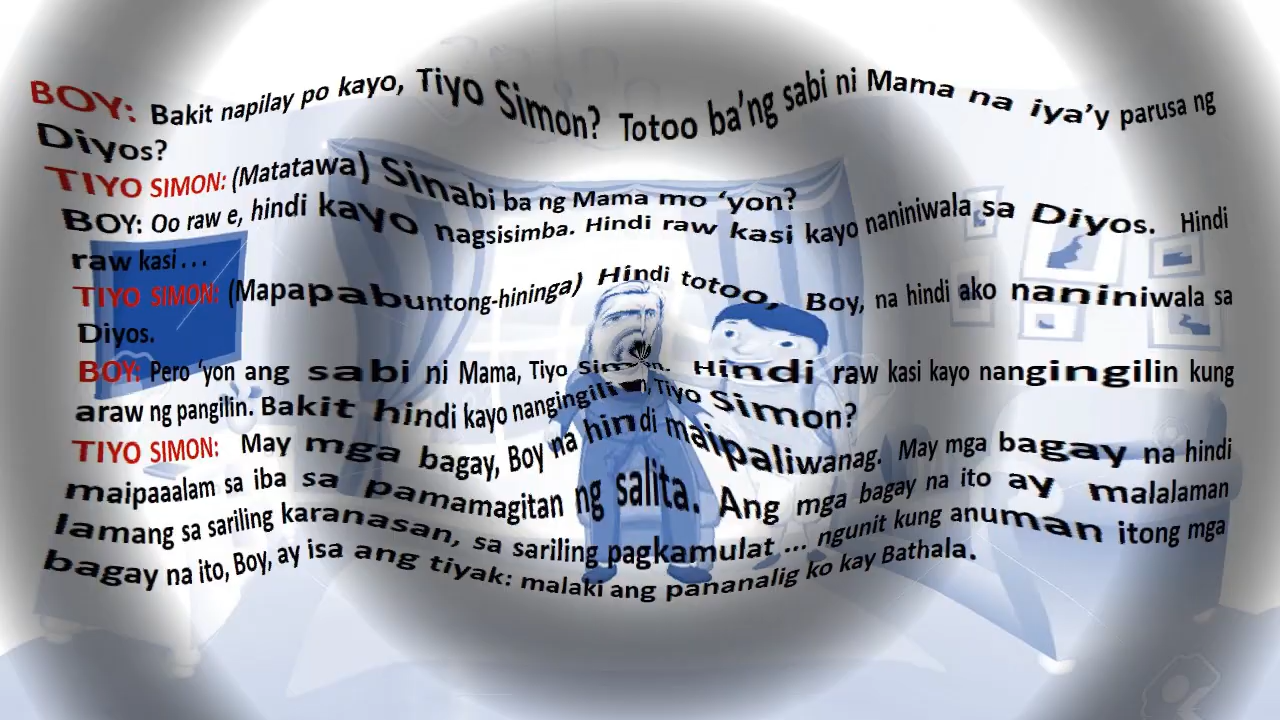 BOY: Bakit napilay po kayo, Tiyo Simon? Totoo ba’ng sabi ni Mama na iya’y parusa ng
Diyos?
TIYO SIMON: (Matatawa) Sinabi ba ng Mama mo ‘yon?
BOY: Oo raw e, hindi kayo nagsisimba. Hindi raw kasi kayo naniniwala sa Diyos. Hindi
raw kasi...
TIYO SIMON: (Mapapabuntong-hininga) Hindi totoo, Boy, na hindi ako naniniwala sa
Diyos.
BOY: Pero ‘yon ang sabi ni Mama, Tiyo Simon. Hindi raw kasi kayo nangingilin kung
araw ng pangilin. Bakit hindi kayo nangingilin, Tiyo Simon?
TIYO SIMON: May mga bagay, Boy na hindi maipaliwanag. May mga bagay na hindi
maipaaalam sa iba sa pamamagitan ng salita. Ang mga bagay na ito ay malalaman
lamang sa sariling karanasan, sa sariling pagkamulat ... ngunit kung anuman itong mga
bagay na ito, Boy, ay isa ang tiyak: malaki ang pananalig ko kay Bathala.